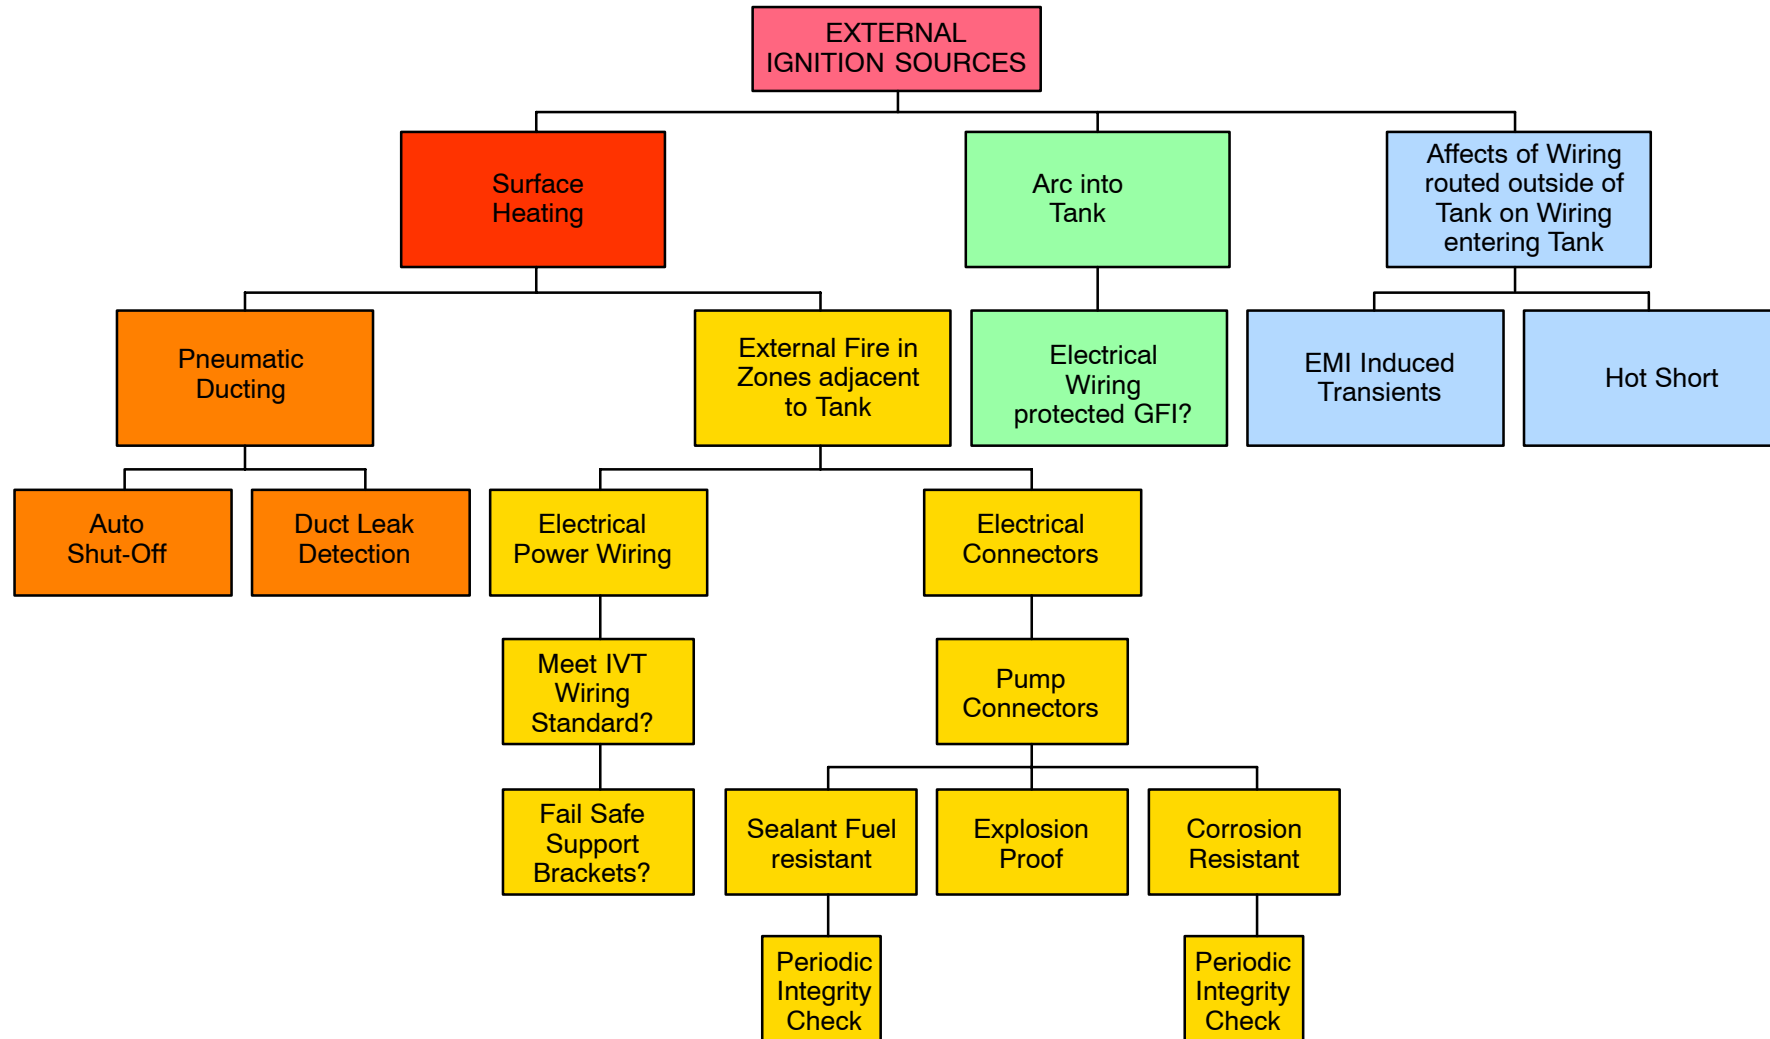 EXTERNAL
IGNITION SOURCES
Surface
Heating
Arc into
Tank
Affects of Wiring
routed outside of
Tank on Wiring
entering Tank
Pneumatic
Ducting
External Fire in
Zones adjacent
to Tank
Electrical
Wiring
protected GFI?
EMI Induced
Transients
Hot Short
Auto
Shut-Off
Duct Leak
Detection
Electrical
Power Wiring
Electrical
Connectors
Meet IVT
Wiring
Standard?
Pump
Connectors
Fail Safe
Support
Brackets?
Sealant Fuel
resistant
Explosion
Proof
Corrosion
Resistant
Periodic
Integrity
Check
Periodic
Integrity
Check